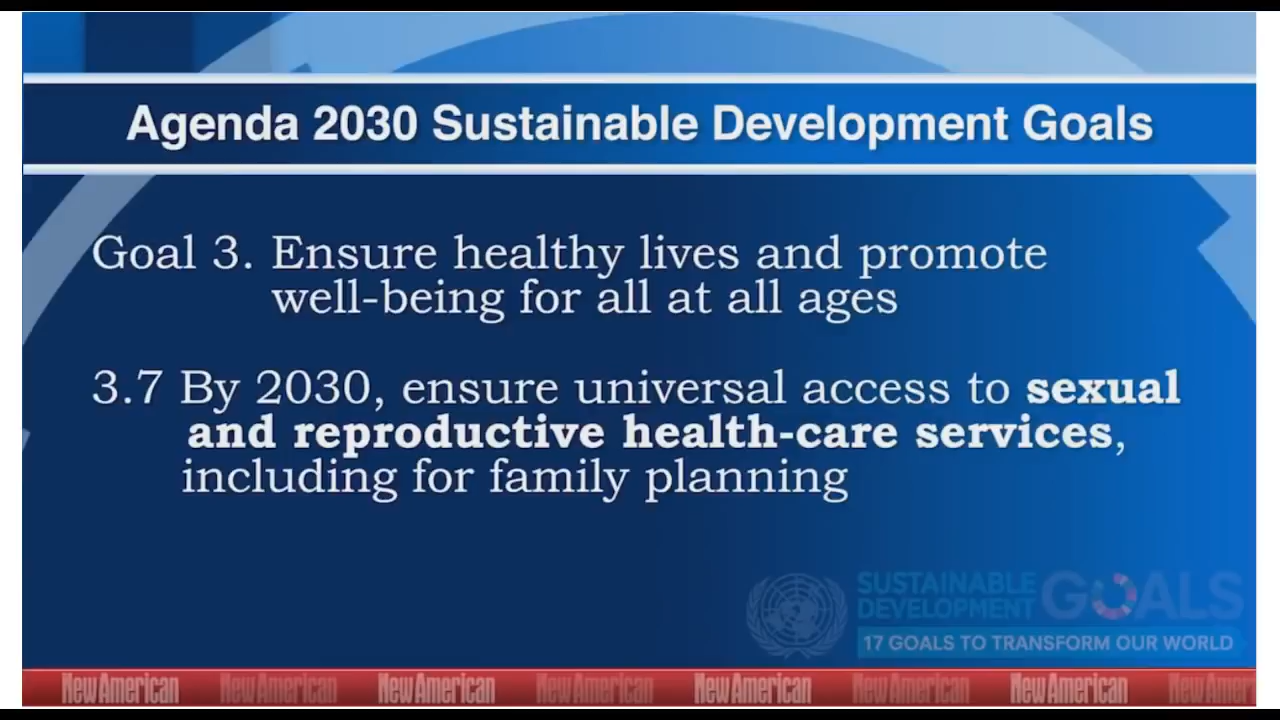 Agenda 2030 Sustainable Development Goals
Goal 3. Ensure healthy lives and promote
well-being for all at all ages
3.7 By 2030, ensure universal access to sexual
and reproductive health-care services,
including for family planning
SUSTAINABLE
DEVELOPMENT
GOALS
17 GOALS TO TRANSFORM OUR WORLD
New American New American New American New American New American New American New American New Amer